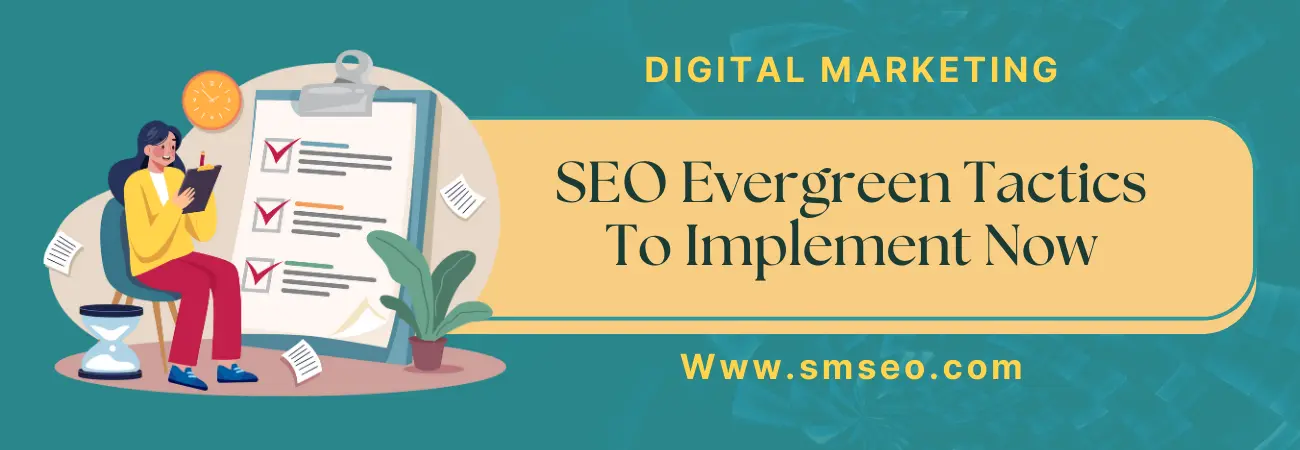 DIGITAL MARKETING
SEO Evergreen Tactics
To Implement Now
Www.smseo.com